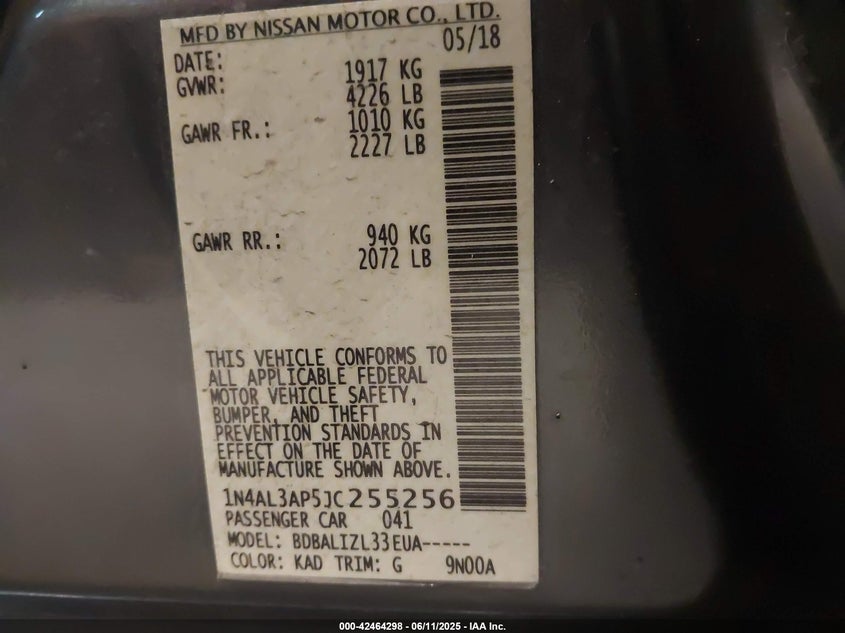 MFD BY NISSAN MOTOR CO., LTD.
DATE: 05/18
GVWR: 1917 KG
4226 LB
GAWR FR.: 1010 KG
2227 LB
GAWR RR.: 940 KG
2072 LB
THIS VEHICLE CONFORMS TO
ALL APPLICABLE FEDERAL
MOTOR VEHICLE SAFETY,
BUMPER, AND THEFT
PREVENTION STANDARDS IN
EFFECT ON THE DATE OF
MANUFACTURE SHOWN ABOVE.
1N4AL3AP5JC255256
PASSENGER CAR 041
MODEL: BDBALIZL33EUA-----
COLOR: KAD TRIM: G 9N00A
000-42464298 - 06/11/2025 - IAA Inc.